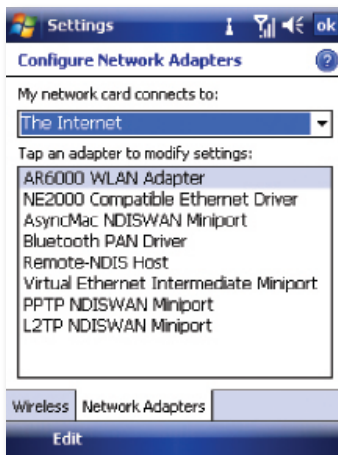 Settings
ok
Configure Network Adapters
?
My network card connects to:
The Internet
Tap an adapter to modify settings:
AR6000 WLAN Adapter
NE2000 Compatible Ethernet Driver
AsyncMac NDISWAN Miniport
Bluetooth PAN Driver
Remote-NDIS Host
Virtual Ethernet Intermediate Miniport
PPTP NDISWAN Miniport
L2TP NDISWAN Miniport
Wireless Network Adapters
Edit